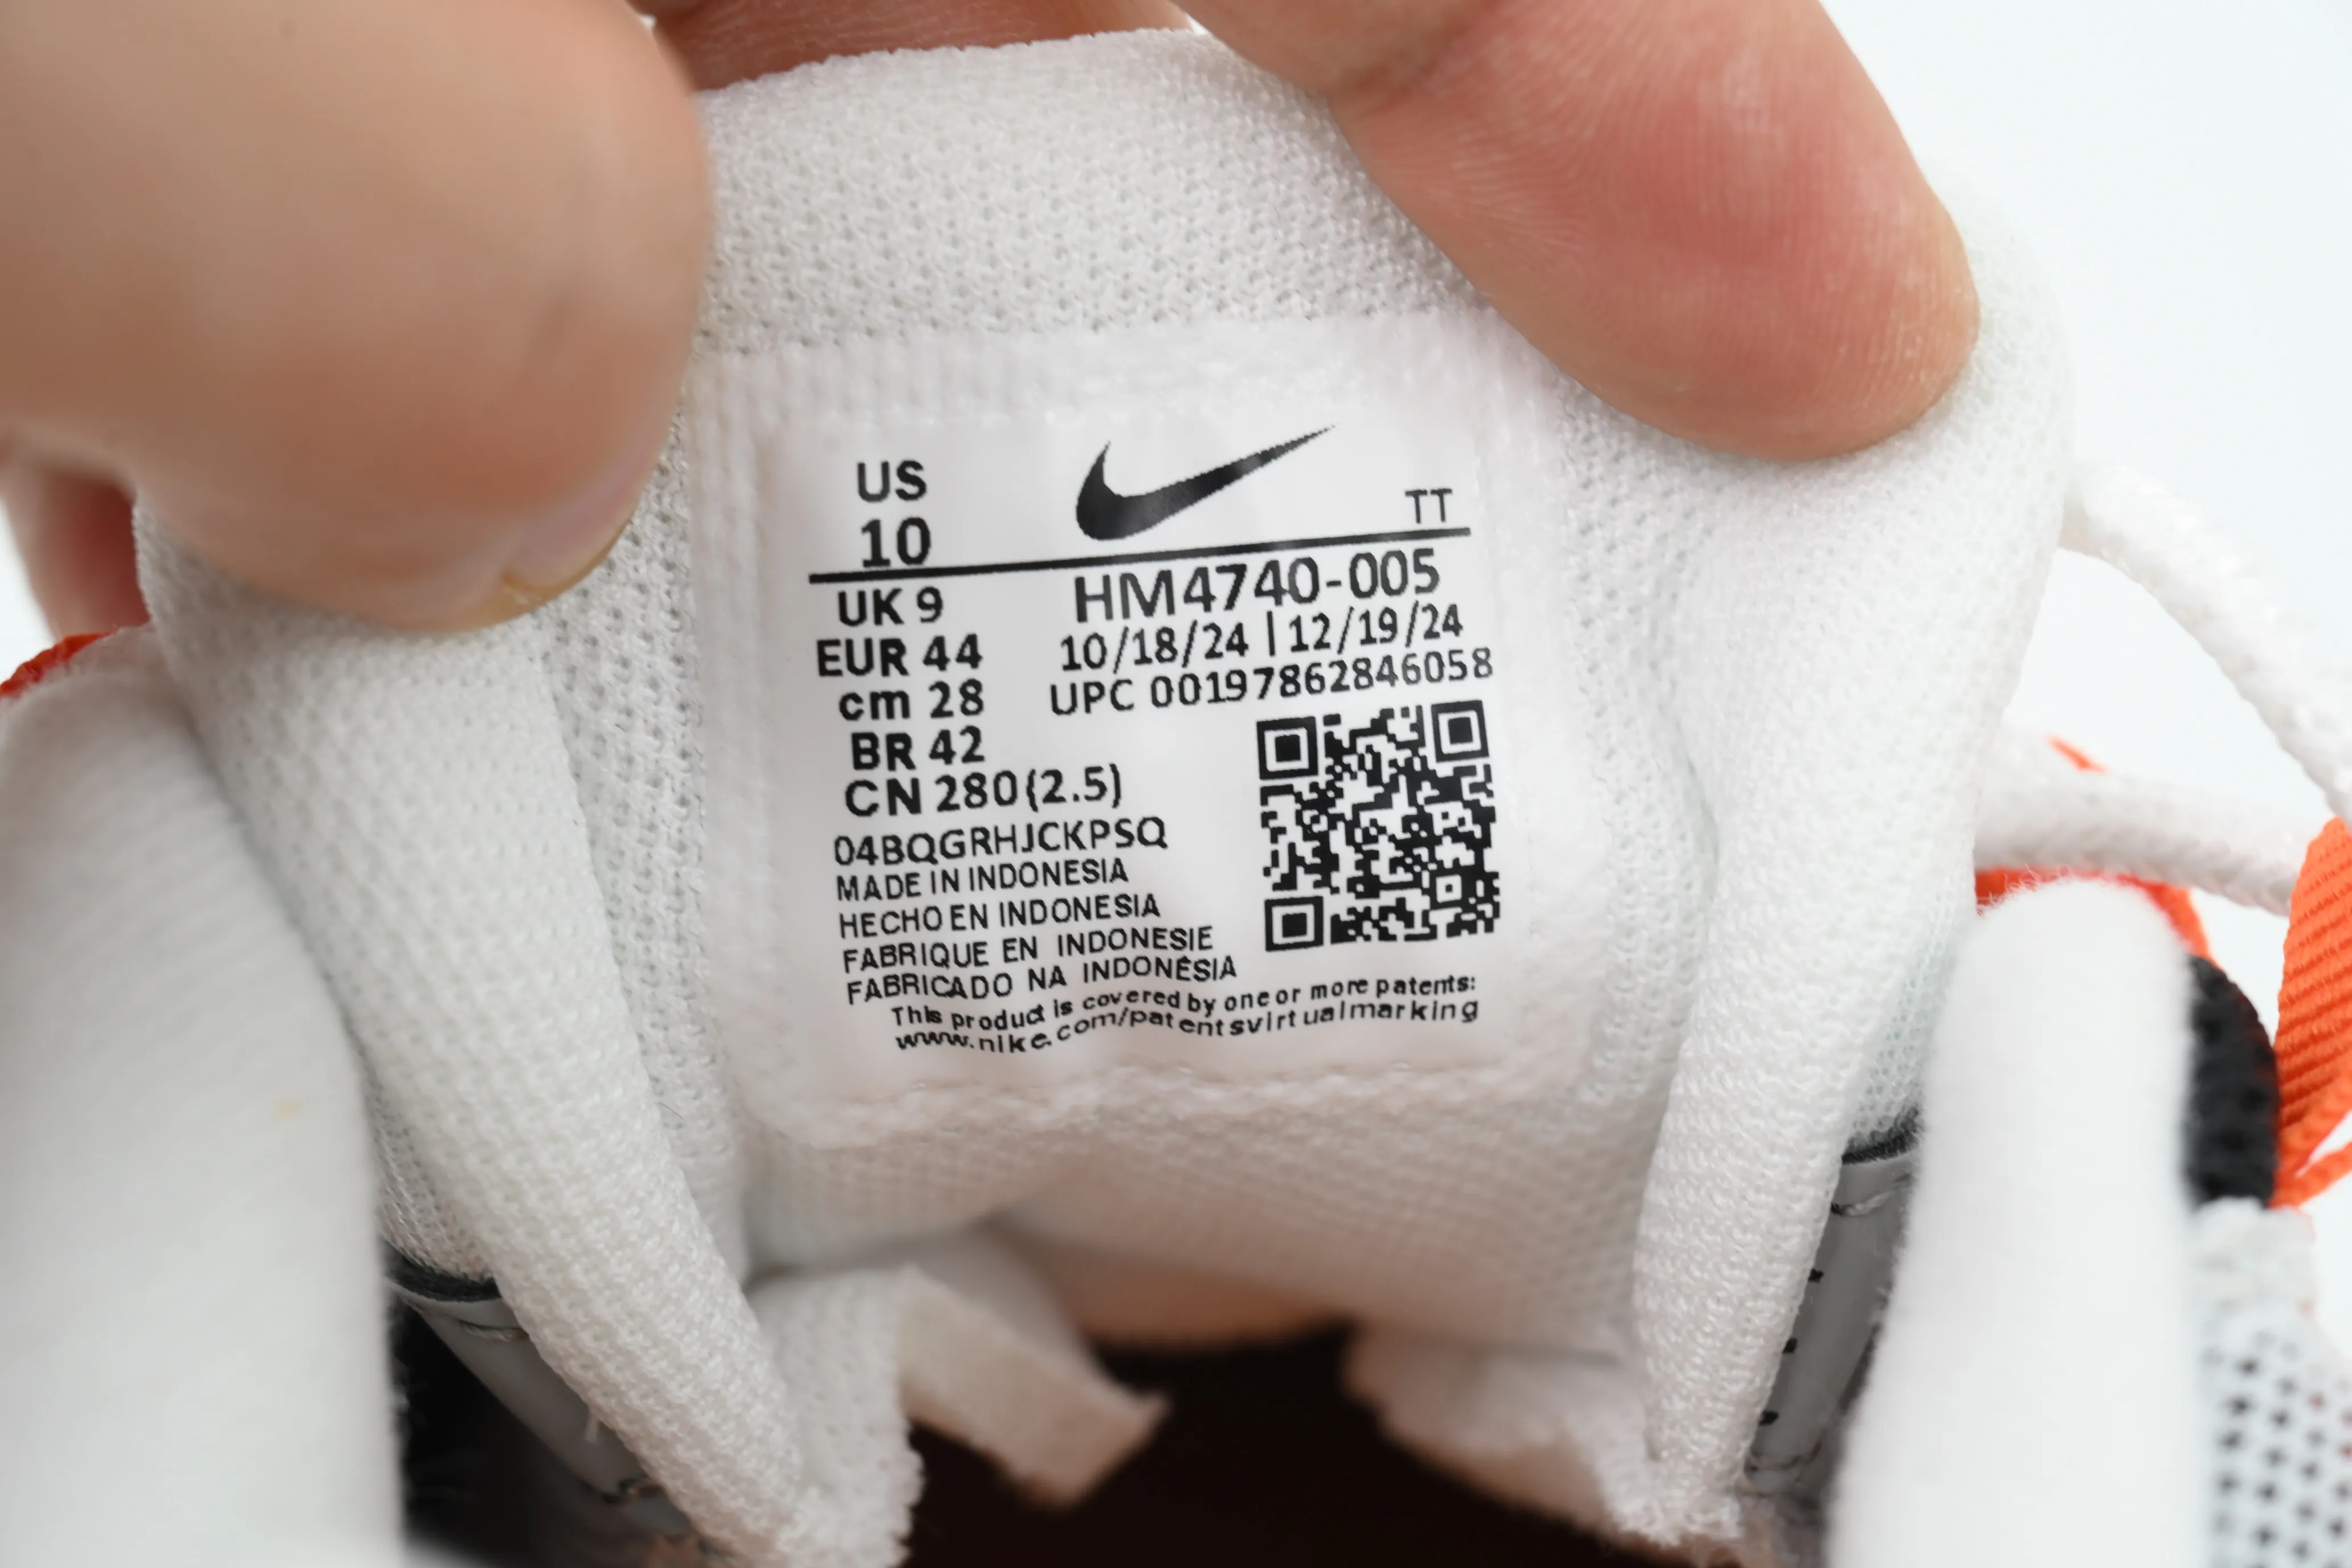 US
10
TT
UK 9
EUR 44
cm 28
BR 42
CN 280(2.5)
HM4740-005
10/18/24 | 12/19/24
UPC 00197862846058
04BQGRHJCKPSQ
MADE IN INDONESIA
HECHO EN INDONESIA
FABRIQUE EN INDONESIE
FABRICADO NA INDONÉSIA
This product is covered by one or more patents:
www.nike.com/patentsvirtualmarking